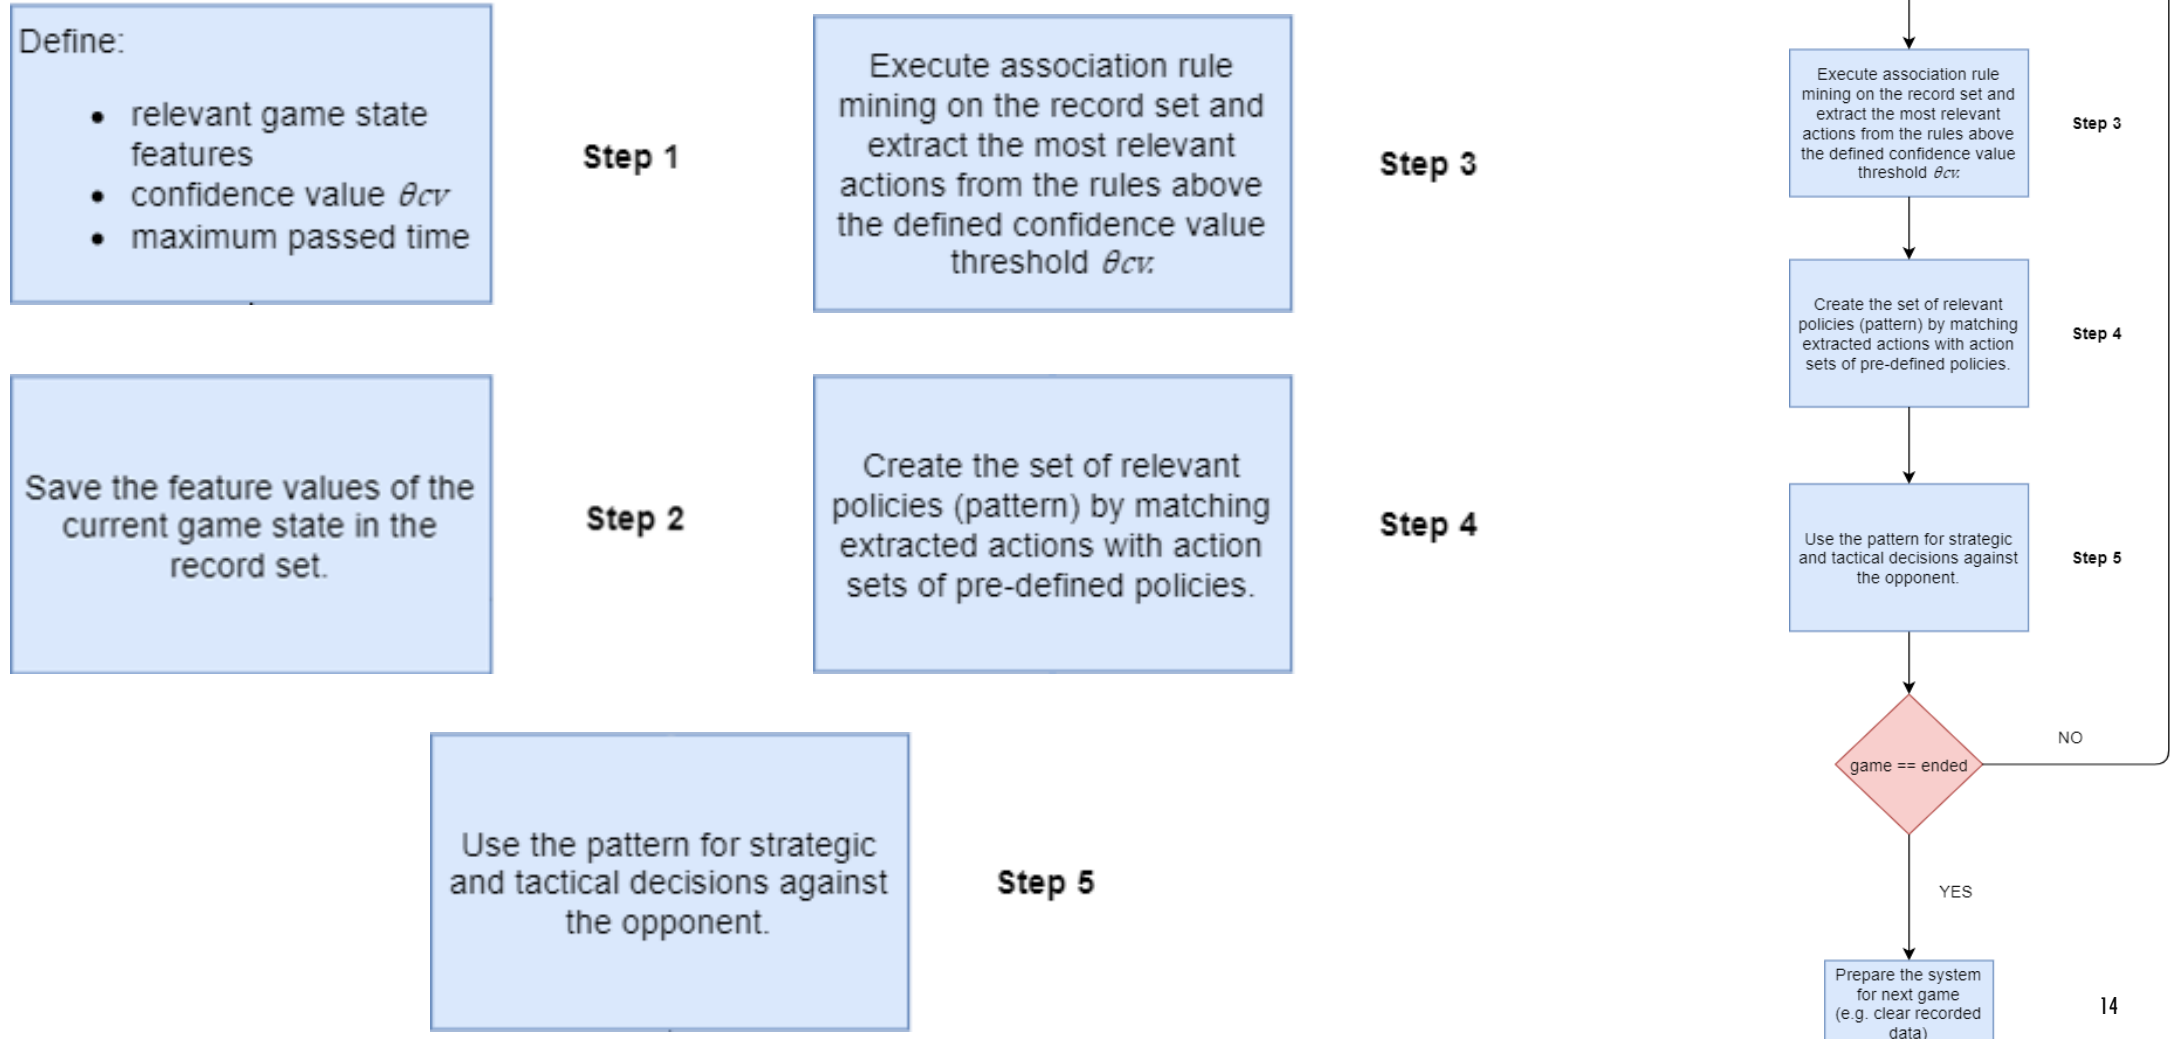 Define:
• relevant game state
features
• confidence value θcv
• maximum passed time
Step 1
Save the feature values of the
current game state in the
record set.
Step 2
Execute association rule
mining on the record set and
extract the most relevant
actions from the rules above
the defined confidence value
threshold θcv.
Step 3
Create the set of relevant
policies (pattern) by matching
extracted actions with action
sets of pre-defined policies.
Step 4
Use the pattern for strategic
and tactical decisions against
the opponent.
Step 5
Execute association rule
mining on the record set and
extract the most relevant
actions from the rules above
the defined confidence value
threshold θcv.
Step 3
Create the set of relevant
policies (pattern) by matching
extracted actions with action
sets of pre-defined policies.
Step 4
Use the pattern for strategic
and tactical decisions against
the opponent.
Step 5
game == ended
NO
YES
Prepare the system
for next game
(e.g. clear recorded
data)
14